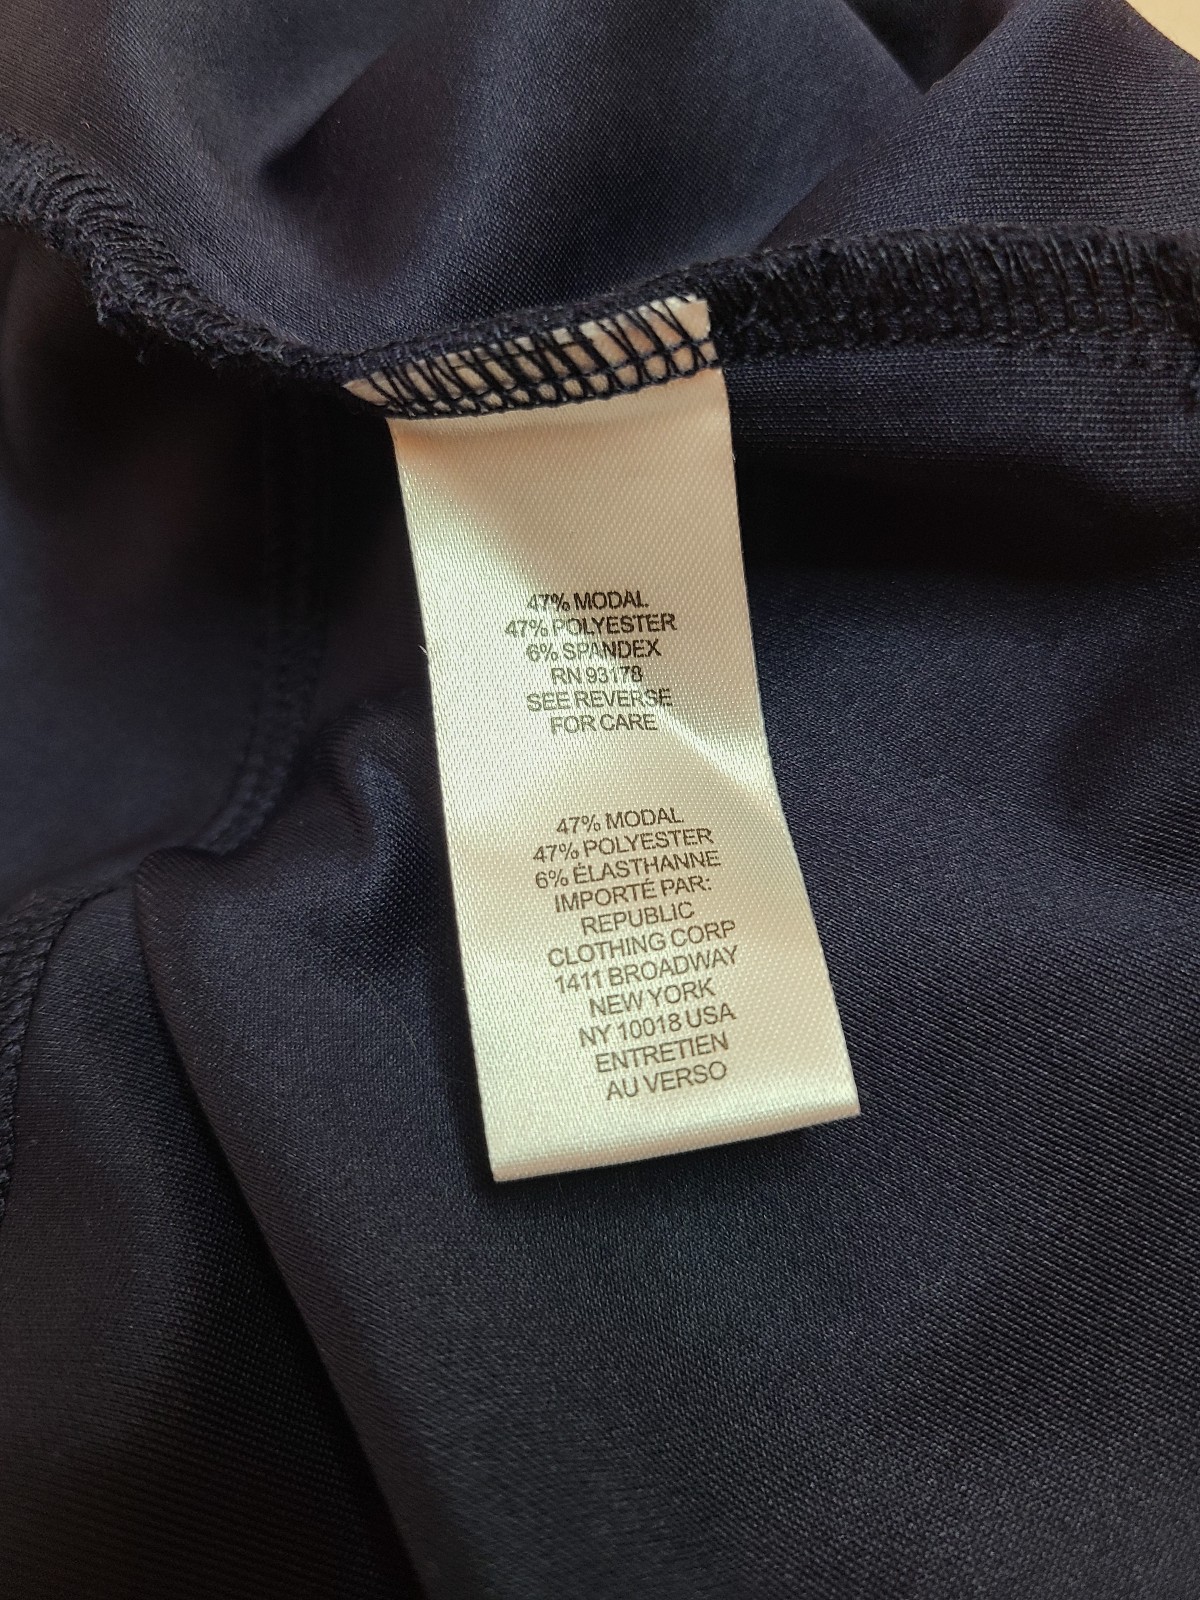 47% MODAL
47% POLYESTER
6% SPANDEX
RN 93178
SEE REVERSE
FOR CARE
47% MODAL
47% POLYESTER
6% ÉLASTHANNE
IMPORTÉ PAR:
REPUBLIC
CLOTHING CORP
1411 BROADWAY
NEW YORK
NY 10018 USA
ENTRETIEN
AU VERSO